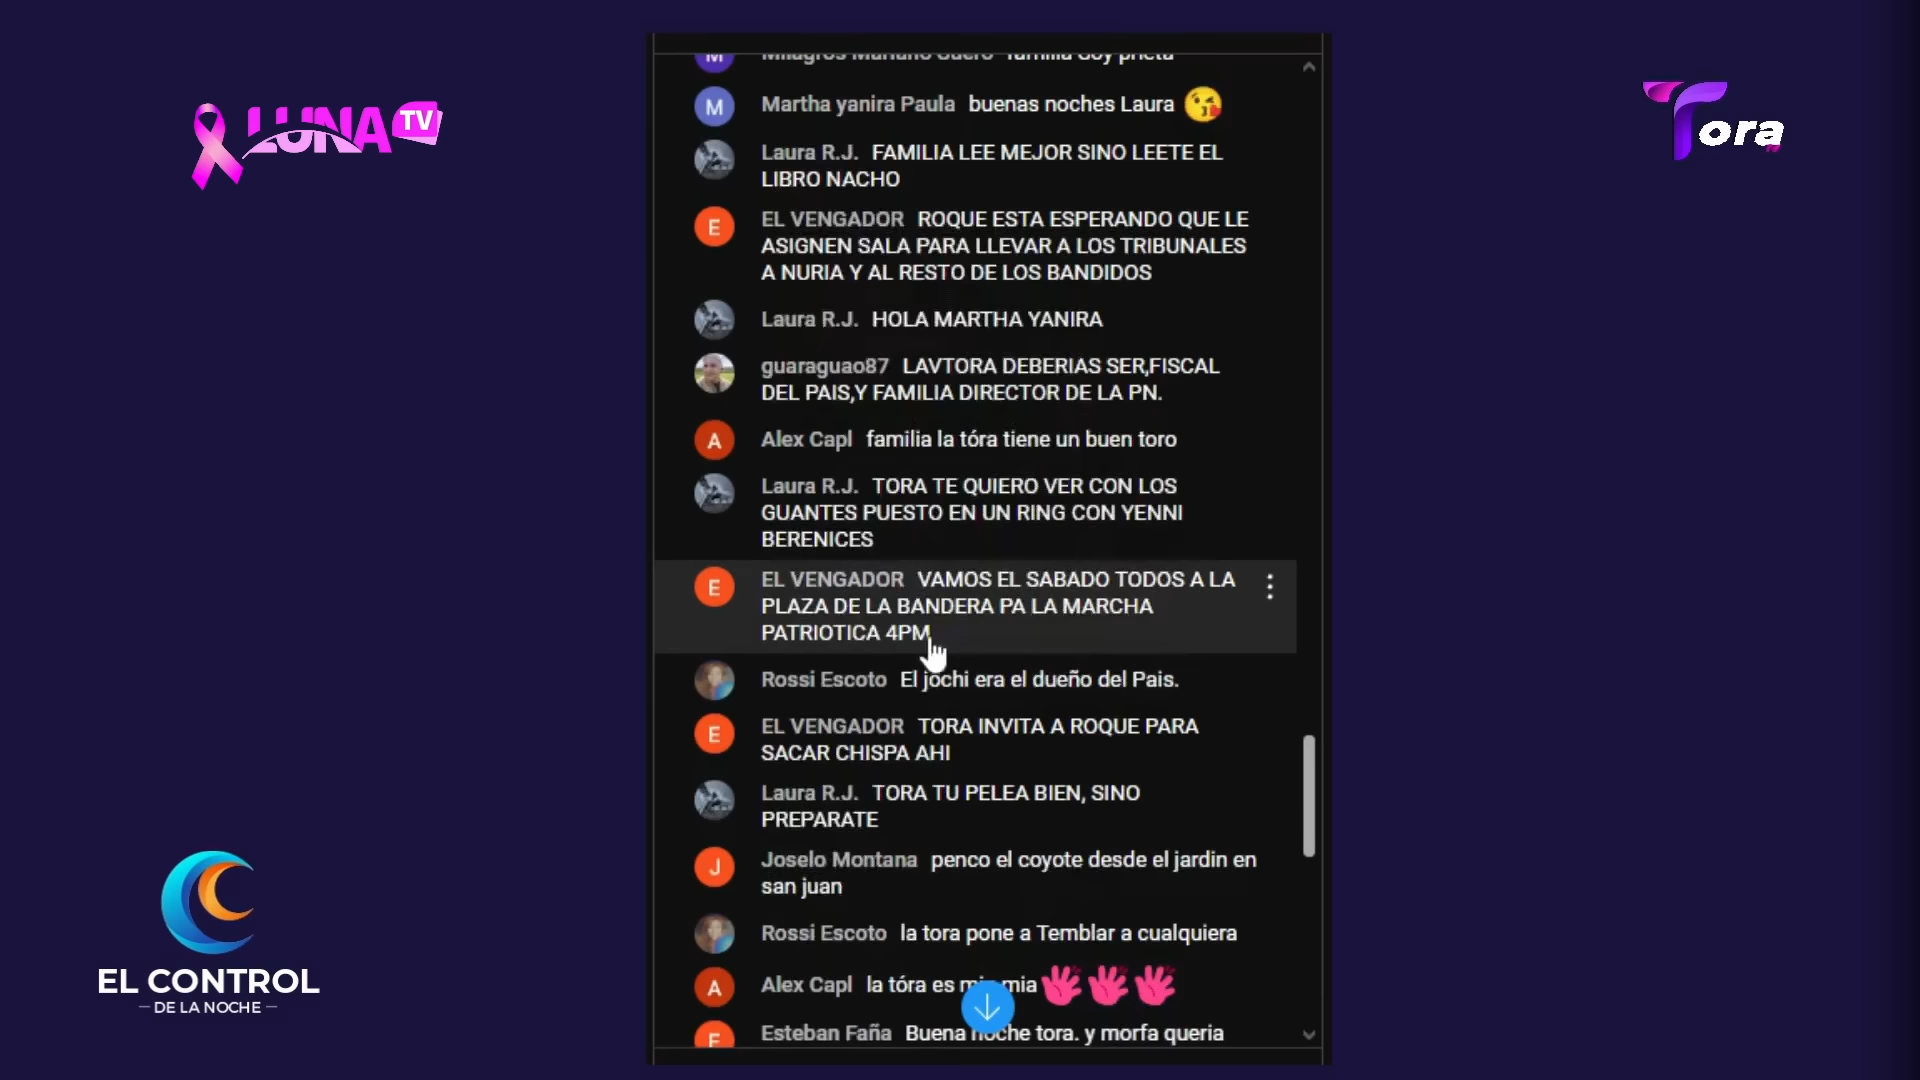 Milagros Mariano Suero familia Soy prieta
LUNA TV
Tora
M Martha yanira Paula buenas noches Laura
Laura R.J. FAMILIA LEE MEJOR SINO LEETE EL
LIBRO NACHO
E EL VENGADOR ROQUE ESTA ESPERANDO QUE LE
ASIGNEN SALA PARA LLEVAR A LOS TRIBUNALES
A NURIA Y AL RESTO DE LOS BANDIDOS
Laura R.J. HOLA MARTHA YANIRA
guaraguao87 LAVTORA DEBERIAS SER,FISCAL
DEL PAIS,Y FAMILIA DIRECTOR DE LA PN.
A Alex Capl familia la tóra tiene un buen toro
Laura R.J. TORA TE QUIERO VER CON LOS
GUANTES PUESTO EN UN RING CON YENNI
BERENICES
E EL VENGADOR VAMOS EL SABADO TODOS A LA
PLAZA DE LA BANDERA PA LA MARCHA
PATRIOTICA 4PM
Rossi Escoto El jochi era el dueño del Pais.
E EL VENGADOR TORA INVITA A ROQUE PARA
SACAR CHISPA AHI
Laura R.J. TORA TU PELEA BIEN, SINO
PREPARATE
J Joselo Montana penco el coyote desde el jardin en
san juan
Rossi Escoto la tora pone a Temblar a cualquiera
A Alex Capl la tóra es mia
E Esteban Faña Buena noche tora. y morfa queria
EL CONTROL
DE LA NOCHE